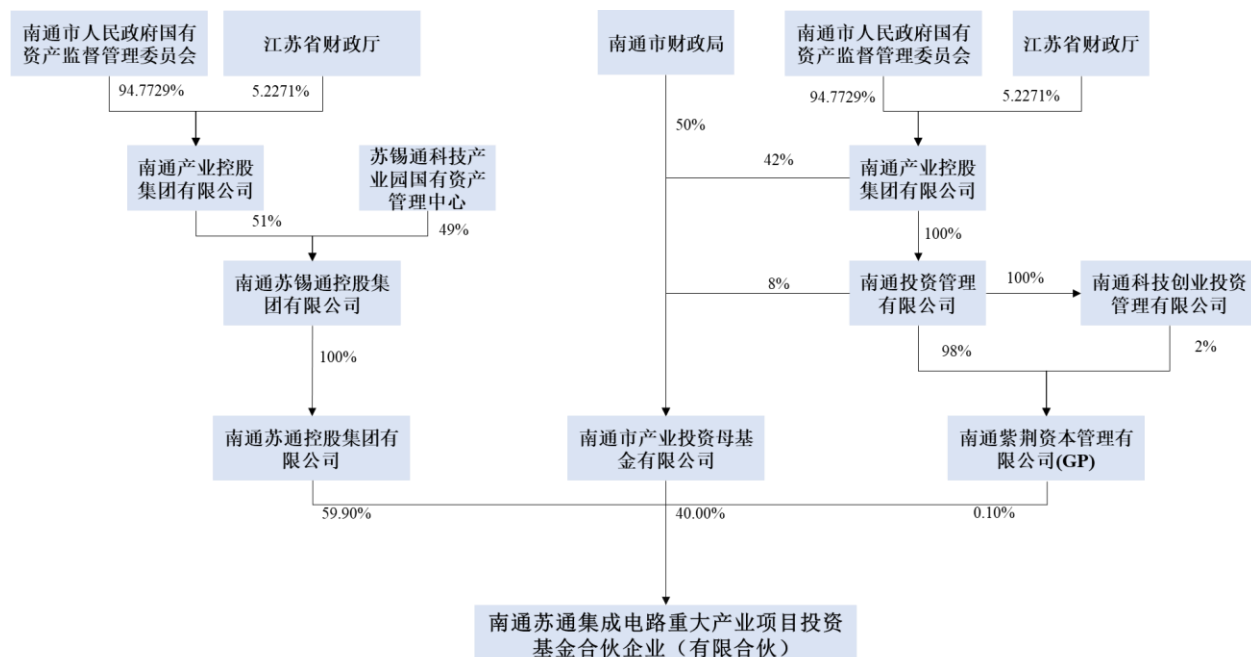 南通市人民政府国有
资产监督管理委员会
江苏省财政厅
南通市财政局
南通市人民政府国有
资产监督管理委员会
江苏省财政厅
94.7729%
5.2271%
94.7729%
5.2271%
50%
南通产业控股
集团有限公司
苏锡通科技产
业园国有资产
管理中心
42%
南通产业控股
集团有限公司
51%
49%
100%
南通苏锡通控股集
团有限公司
8%
南通投资管理
有限公司
100%
南通科技创业投资
管理有限公司
100%
98%
2%
南通苏通控股集团有
限公司
南通市产业投资母基
金有限公司
南通紫荆资本管理有
限公司(GP)
59.90%
40.00%
0.10%
南通苏通集成电路重大产业项目投资
基金合伙企业（有限合伙）